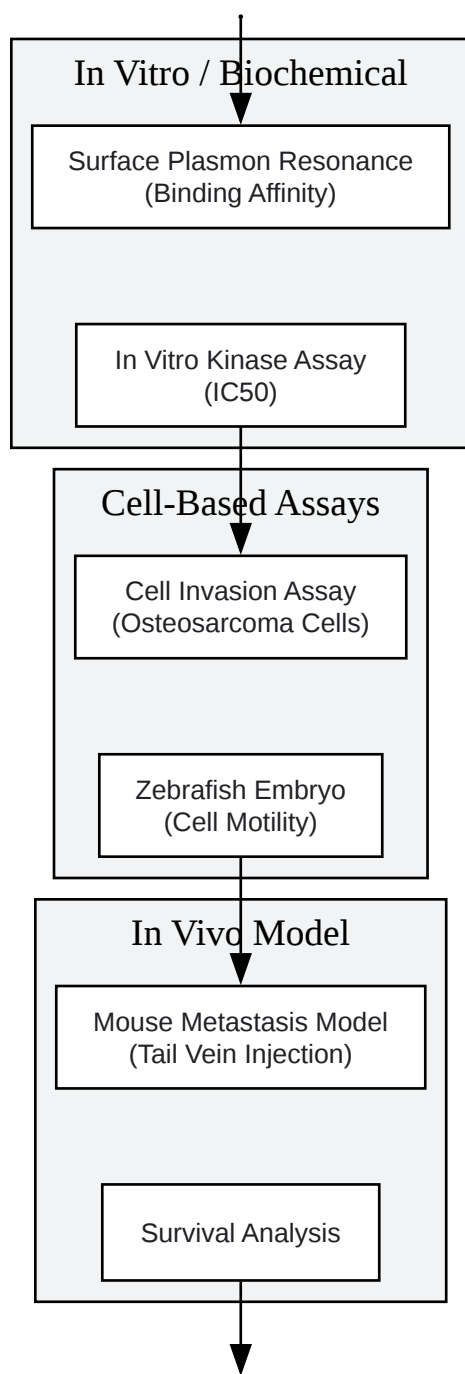 In Vitro / Biochemical
Surface Plasmon Resonance
(Binding Affinity)
In Vitro Kinase Assay
(IC50)
Cell-Based Assays
Cell Invasion Assay
(Osteosarcoma Cells)
Zebrafish Embryo
(Cell Motility)
In Vivo Model
Mouse Metastasis Model
(Tail Vein Injection)
Survival Analysis